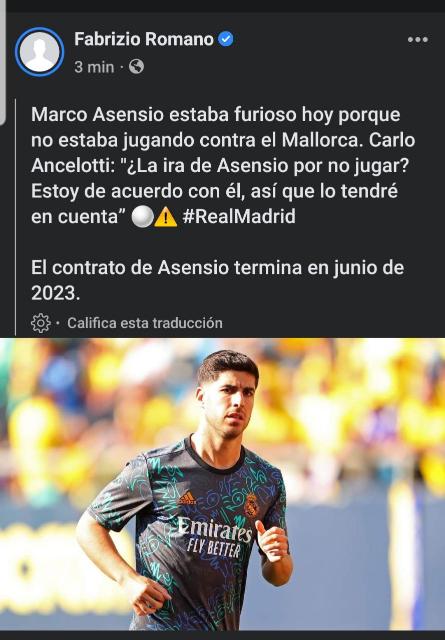 Fabrizio Romano
3 min ·
Marco Asensio estaba furioso hoy porque
no estaba jugando contra el Mallorca. Carlo
Ancelotti: "¿La ira de Asensio por no jugar?
Estoy de acuerdo con él, así que lo tendré
en cuenta” ⚪⚠️ #RealMadrid
El contrato de Asensio termina en junio de
2023.
· Califica esta traducción
adidas
Emirates
FLY BETTER